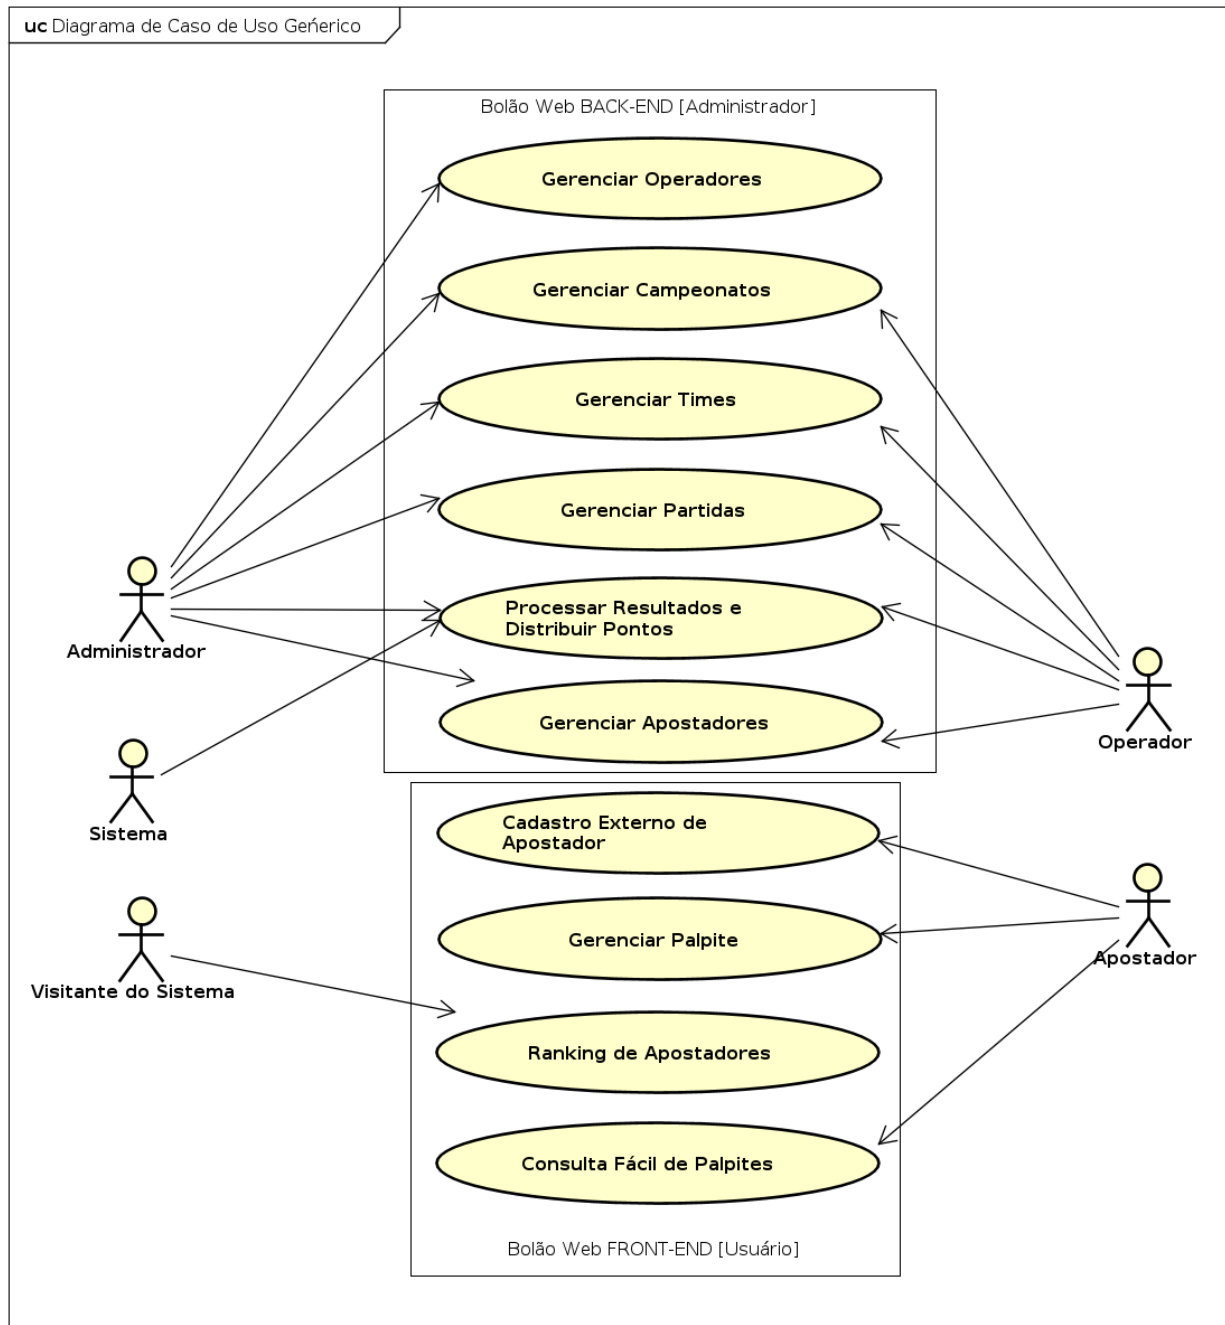 uc Diagrama de Caso de Uso Geńerico
Bolão Web BACK-END [Administrador]
Gerenciar Operadores
Gerenciar Campeonatos
Gerenciar Times
Gerenciar Partidas
Processar Resultados e
Distribuir Pontos
Administrador
Gerenciar Apostadores
Operador
Sistema
Cadastro Externo de
Apostador
Gerenciar Palpite
Apostador
Visitante do Sistema
Ranking de Apostadores
Consulta Fácil de Palpites
Bolão Web FRONT-END [Usuário]